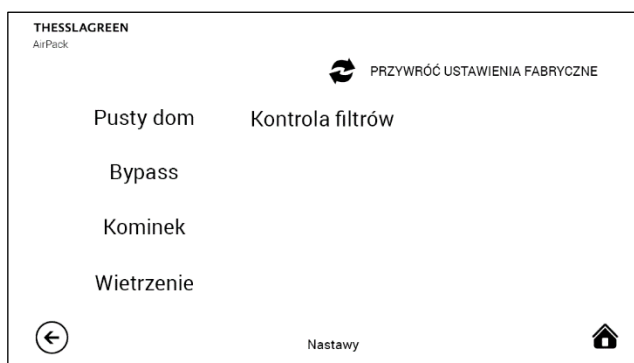 THESSLAGREEN
AirPack
PRZYWRÓĆ USTAWIENIA FABRYCZNE
Pusty dom
Kontrola filtrów
Bypass
Kominek
Wietrzenie
Nastawy